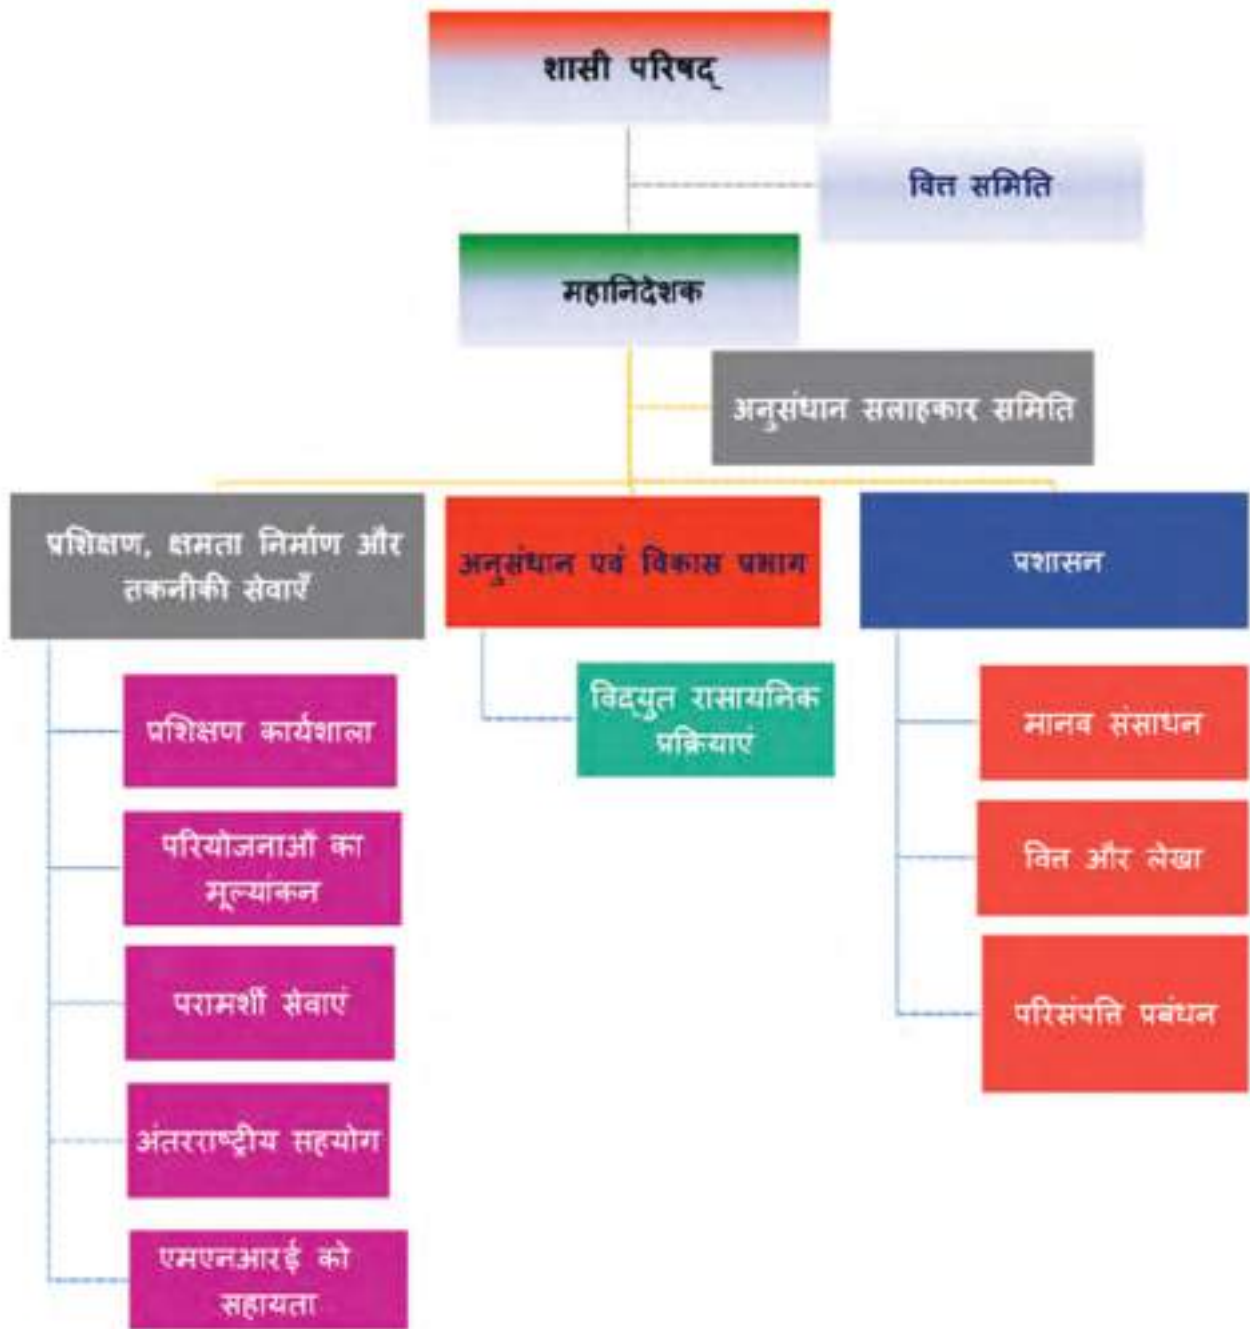 शासी परिषद्
वित्त समिति
महानिदेशक
अनुसंधान सलाहकार समिति
प्रशिक्षण, क्षमता निर्माण और
तकनीकी सेवाएँ
अनुसंधान एवं विकास प्रभाग
प्रशासन
प्रशिक्षण कार्यशाला
परियोजनाओं का
मूल्यांकन
परामर्शी सेवाएं
अंतरराष्ट्रीय सहयोग
एमएनआरई को
सहायता
विद्युत रासायनिक
प्रक्रियाएं
मानव संसाधन
वित्त और लेखा
परिसंपत्ति प्रबंधन